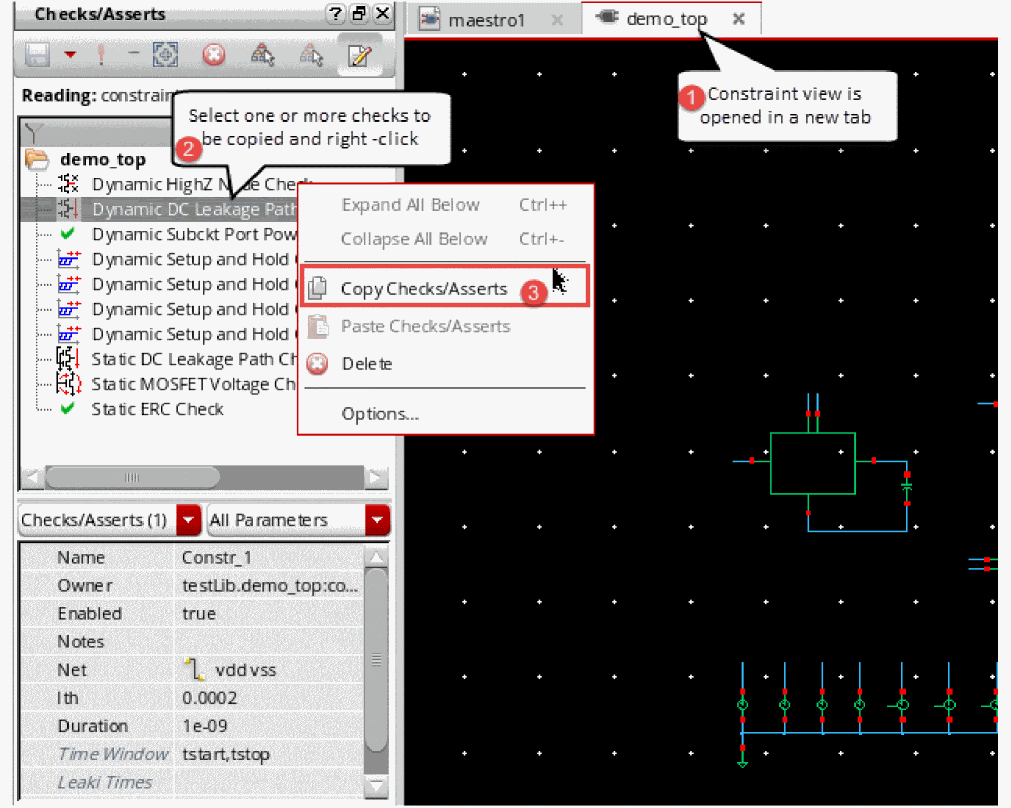 Checks/Asserts
?
maestro1
demo_top
Reading: constrain
1
Constraint view is
opened in a new tab
Select one or more checks to
be copied and right -click
2
demo_top
Dynamic HighZ Node Check
Dynamic DC Leakage Path
Dynamic Subckt Port Pow
Dynamic Setup and Hold
Dynamic Setup and Hold
Dynamic Setup and Hold
Dynamic Setup and Hold
Static DC Leakage Path Ch
Static MOSFET Voltage Ch
Static ERC Check
Expand All Below Ctrl++
Collapse All Below Ctrl+-
Copy Checks/Asserts 3
Paste Checks/Asserts
Delete
Options...
Checks/Asserts (1) All Parameters
Name Constr_1
Owner testLib.demo_top:co...
Enabled true
Notes
Net vdd vss
Ith 0.0002
Duration 1e-09
Time Window tstart,tstop
Leaki Times